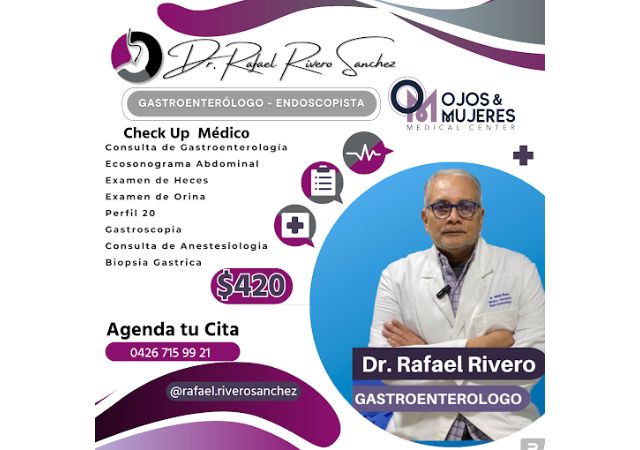 Dr. Rafael Rivero Sanchez
GASTROENTERÓLOGO - ENDOSCOPISTA
OM OJOS &
MUJERES
MEDICAL CENTER
Check Up Médico
Consulta de Gastroenterología
Ecosonograma Abdominal
Examen de Heces
Examen de Orina
Perfil 20
Gastroscopia
Consulta de Anestesiologia
Biopsia Gastrica
$420
Agenda tu Cita
0426 715 99 21
@rafael.riverosanchez
Dr. Rafael Rivero
GASTROENTEROLOGO